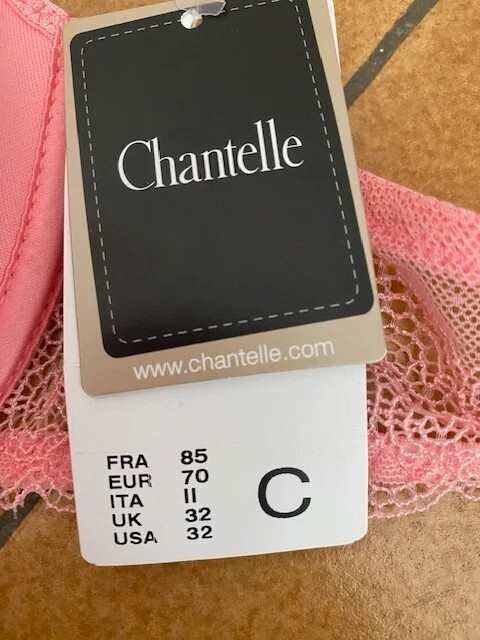 Chantelle
www.chantelle.com
FRA 85
EUR 70
ITA II
UK 32
USA 32
C